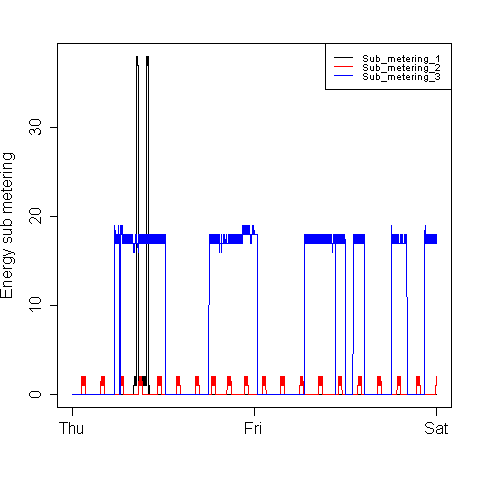 Sub_metering_1
Sub_metering_2
Sub_metering_3
Energy sub metering
30
20
10
0
Thu Fri Sat